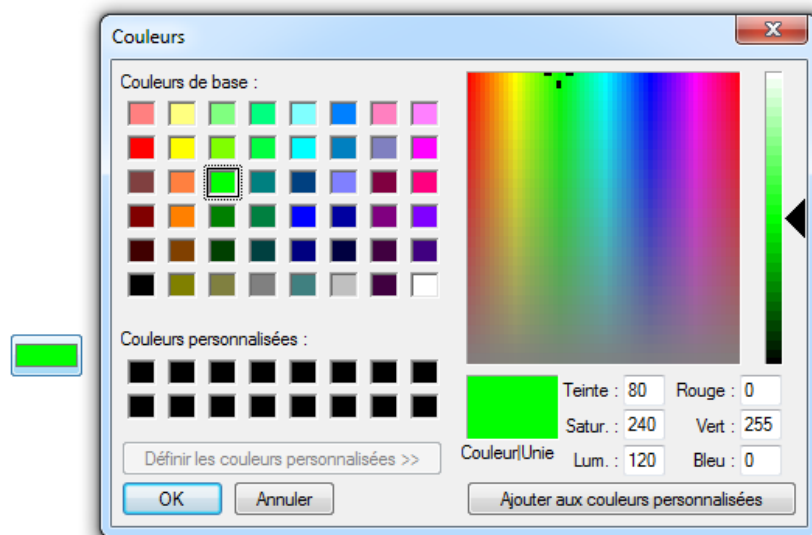 Couleurs
Couleurs de base :
Couleurs personnalisées :
Définir les couleurs personnalisées >>
OK Annuler
Teinte : 80 Rouge : 0
Satur. : 240 Vert : 255
Couleur|Unie Lum. : 120 Bleu : 0
Ajouter aux couleurs personnalisées